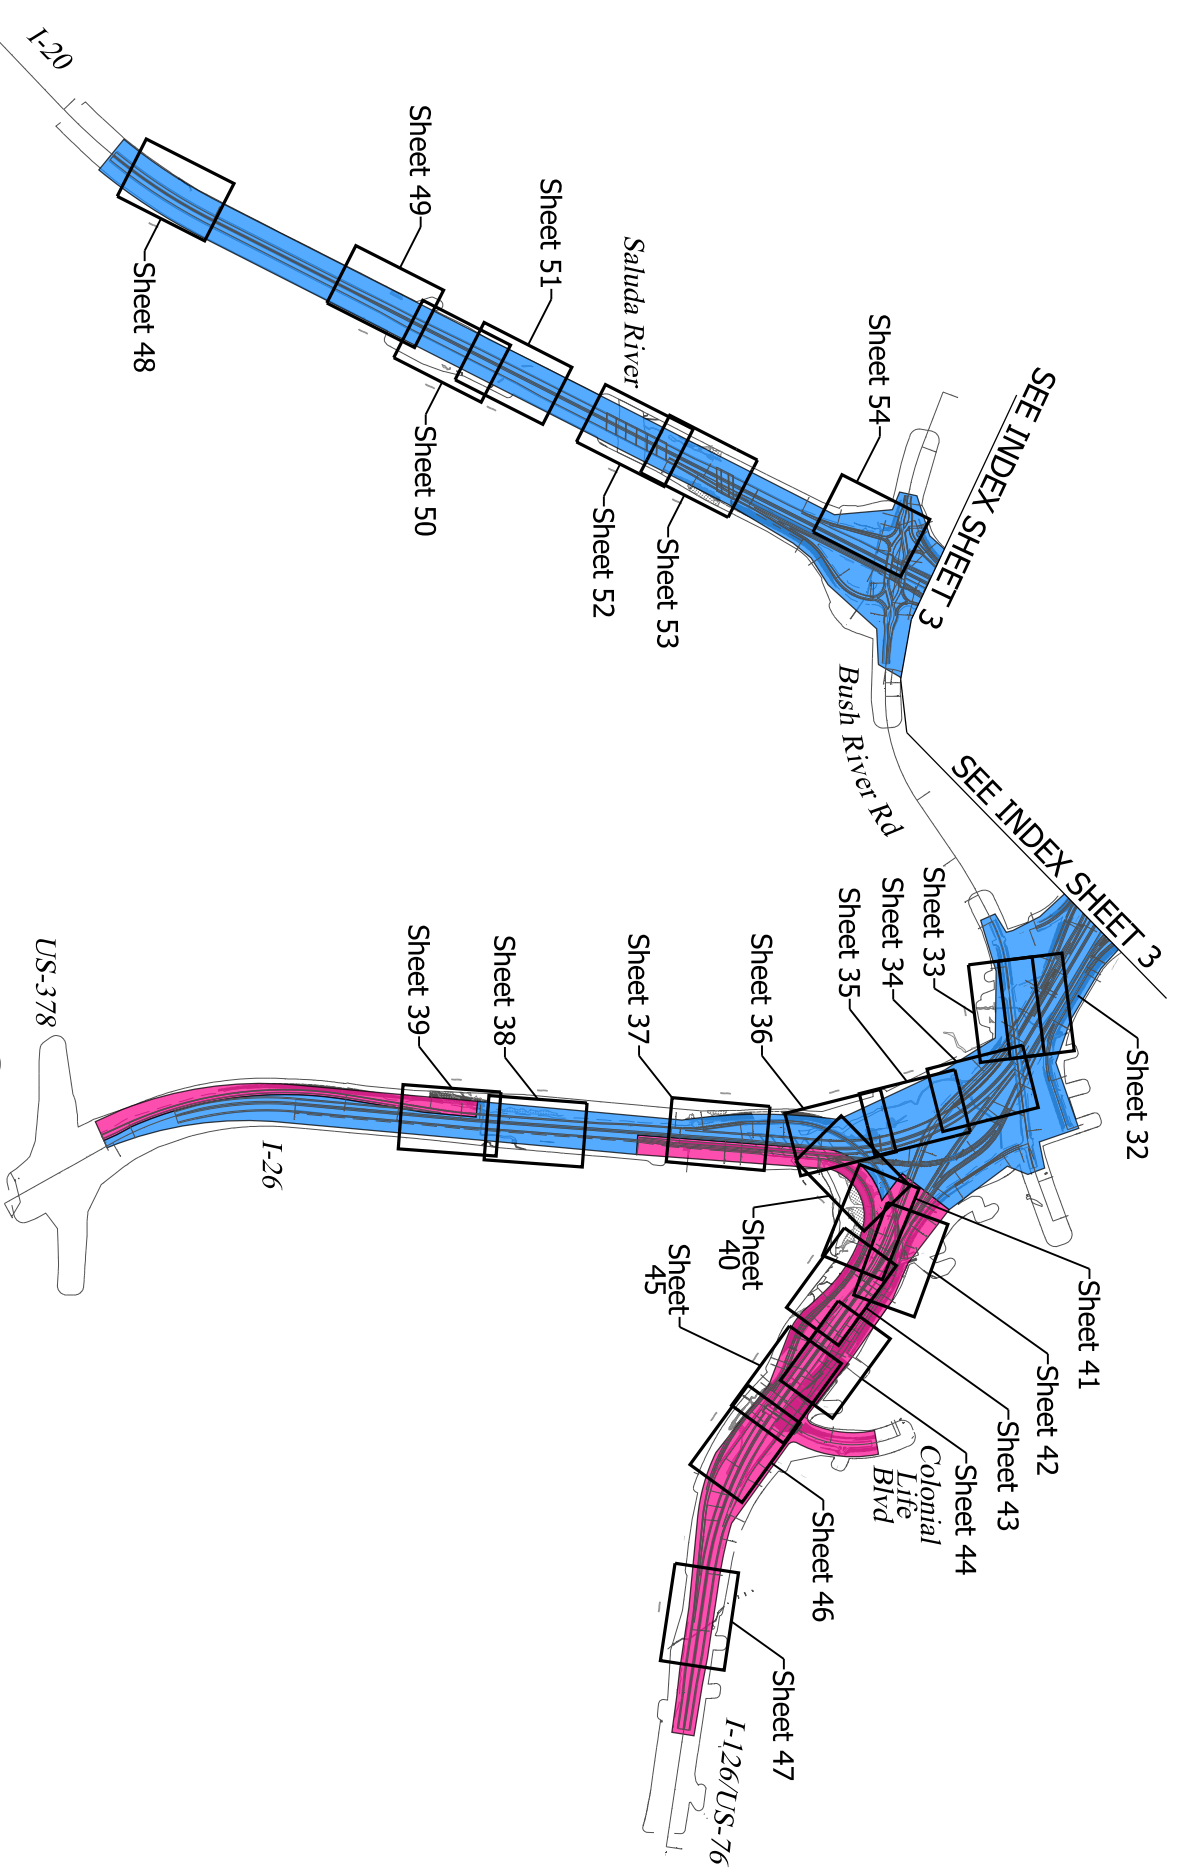 I-20
Sheet 48
Sheet 49
Sheet 50
Sheet 51
Saluda River
Sheet 52
Sheet 53
Sheet 54
SEE INDEX SHEET 3
Bush River Rd
SEE INDEX SHEET 3
Sheet 32
Sheet 33
Sheet 34
Sheet 35
Sheet 36
Sheet 37
Sheet 38
Sheet 39
US-378
I-26
Sheet
40
Sheet
45
Sheet 41
Sheet 42
Sheet 43
Sheet 44
Colonial
Life
Blvd
Sheet 46
Sheet 47
I-126/US-76